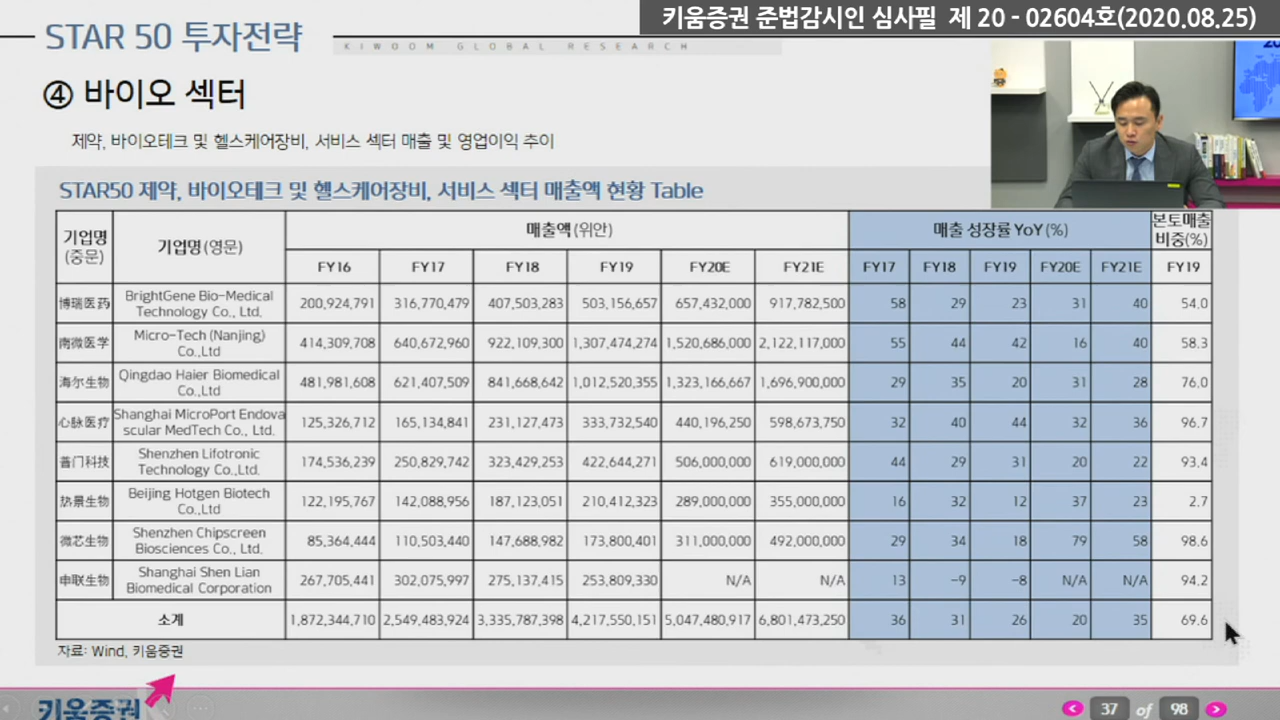 키움증권 준법감시인 심사필 제 20 - 02604호(2020.08.25)
STAR 50 투자전략
KIWOOM GLOBAL RESEARCH
④ 바이오 섹터
제약, 바이오테크 및 헬스케어장비, 서비스 섹터 매출 및 영업이익 추이
STAR50 제약, 바이오테크 및 헬스케어장비, 서비스 섹터 매출액 현황 Table
기업명 (중문) 기업명 (영문) 매출액 (위안) 매출 성장률 YoY (%) 본토매출 비중(%)
FY16 FY17 FY18 FY19 FY20E FY21E FY17 FY18 FY19 FY20E FY21E FY19
博瑞医药 BrightGene Bio-Medical Technology Co., Ltd. 200,924,791 316,770,479 407,503,283 503,156,657 657,432,000 917,782,500 58 29 23 31 40 54.0
南微医学 Micro-Tech (Nanjing) Co.,Ltd 414,309,708 640,672,960 922,109,300 1,307,474,274 1,520,686,000 2,122,117,000 55 44 42 16 40 58.3
海尔生物 Qingdao Haier Biomedical Co.,Ltd 481,981,608 621,407,509 841,668,642 1,012,520,355 1,323,166,667 1,696,900,000 29 35 20 31 28 76.0
心脉医疗 Shanghai MicroPort Endovascular MedTech Co., Ltd. 125,326,712 165,134,841 231,127,473 333,732,540 440,196,250 598,673,750 32 40 44 32 36 96.7
普门科技 Shenzhen Lifotronic Technology Co.,Ltd. 174,536,239 250,829,742 323,429,253 422,644,271 506,000,000 619,000,000 44 29 31 20 22 93.4
热景生物 Beijing Hotgen Biotech Co.,Ltd 122,195,767 142,088,956 187,123,051 210,412,323 289,000,000 355,000,000 16 32 12 37 23 2.7
微芯生物 Shenzhen Chipscreen Biosciences Co., Ltd. 85,364,444 110,503,440 147,688,982 173,800,401 311,000,000 492,000,000 29 34 18 79 58 98.6
申联生物 Shanghai Shen Lian Biomedical Corporation 267,705,441 302,075,997 275,137,415 253,809,330 N/A N/A 13 -9 -8 N/A N/A 94.2
소계 1,872,344,710 2,549,483,924 3,335,787,398 4,217,550,151 5,047,480,917 6,801,473,250 36 31 26 20 35 69.6
자료: Wind, 키움증권
키움증권
37 of 98